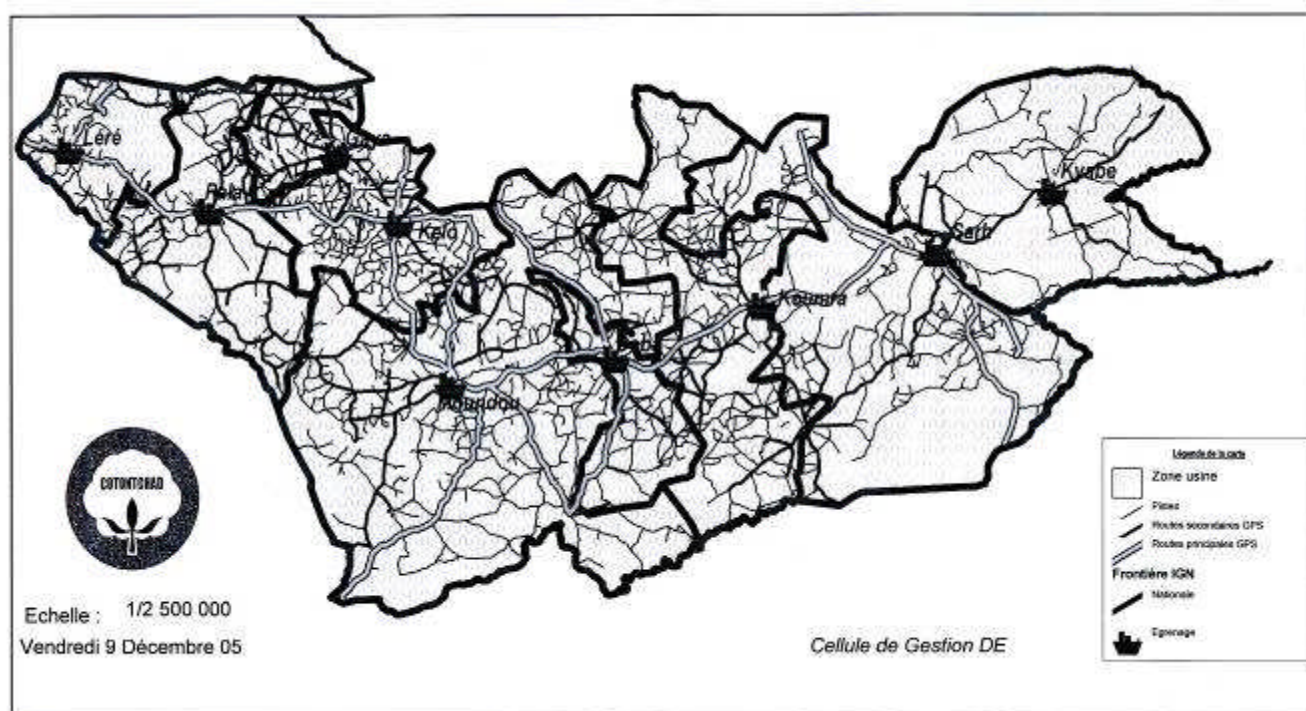 Léré
Kyabe
Pala
Kelo
Sarh
Koumra
Moundou
COTONTCHAD
Echelle : 1/2 500 000
Vendredi 9 Décembre 05
Cellule de Gestion DE
Légende de la carte
Zone usine
Pistes
Routes secondaires GPS
Routes principales GPS
Frontière IGN
Nationale
Egrenage